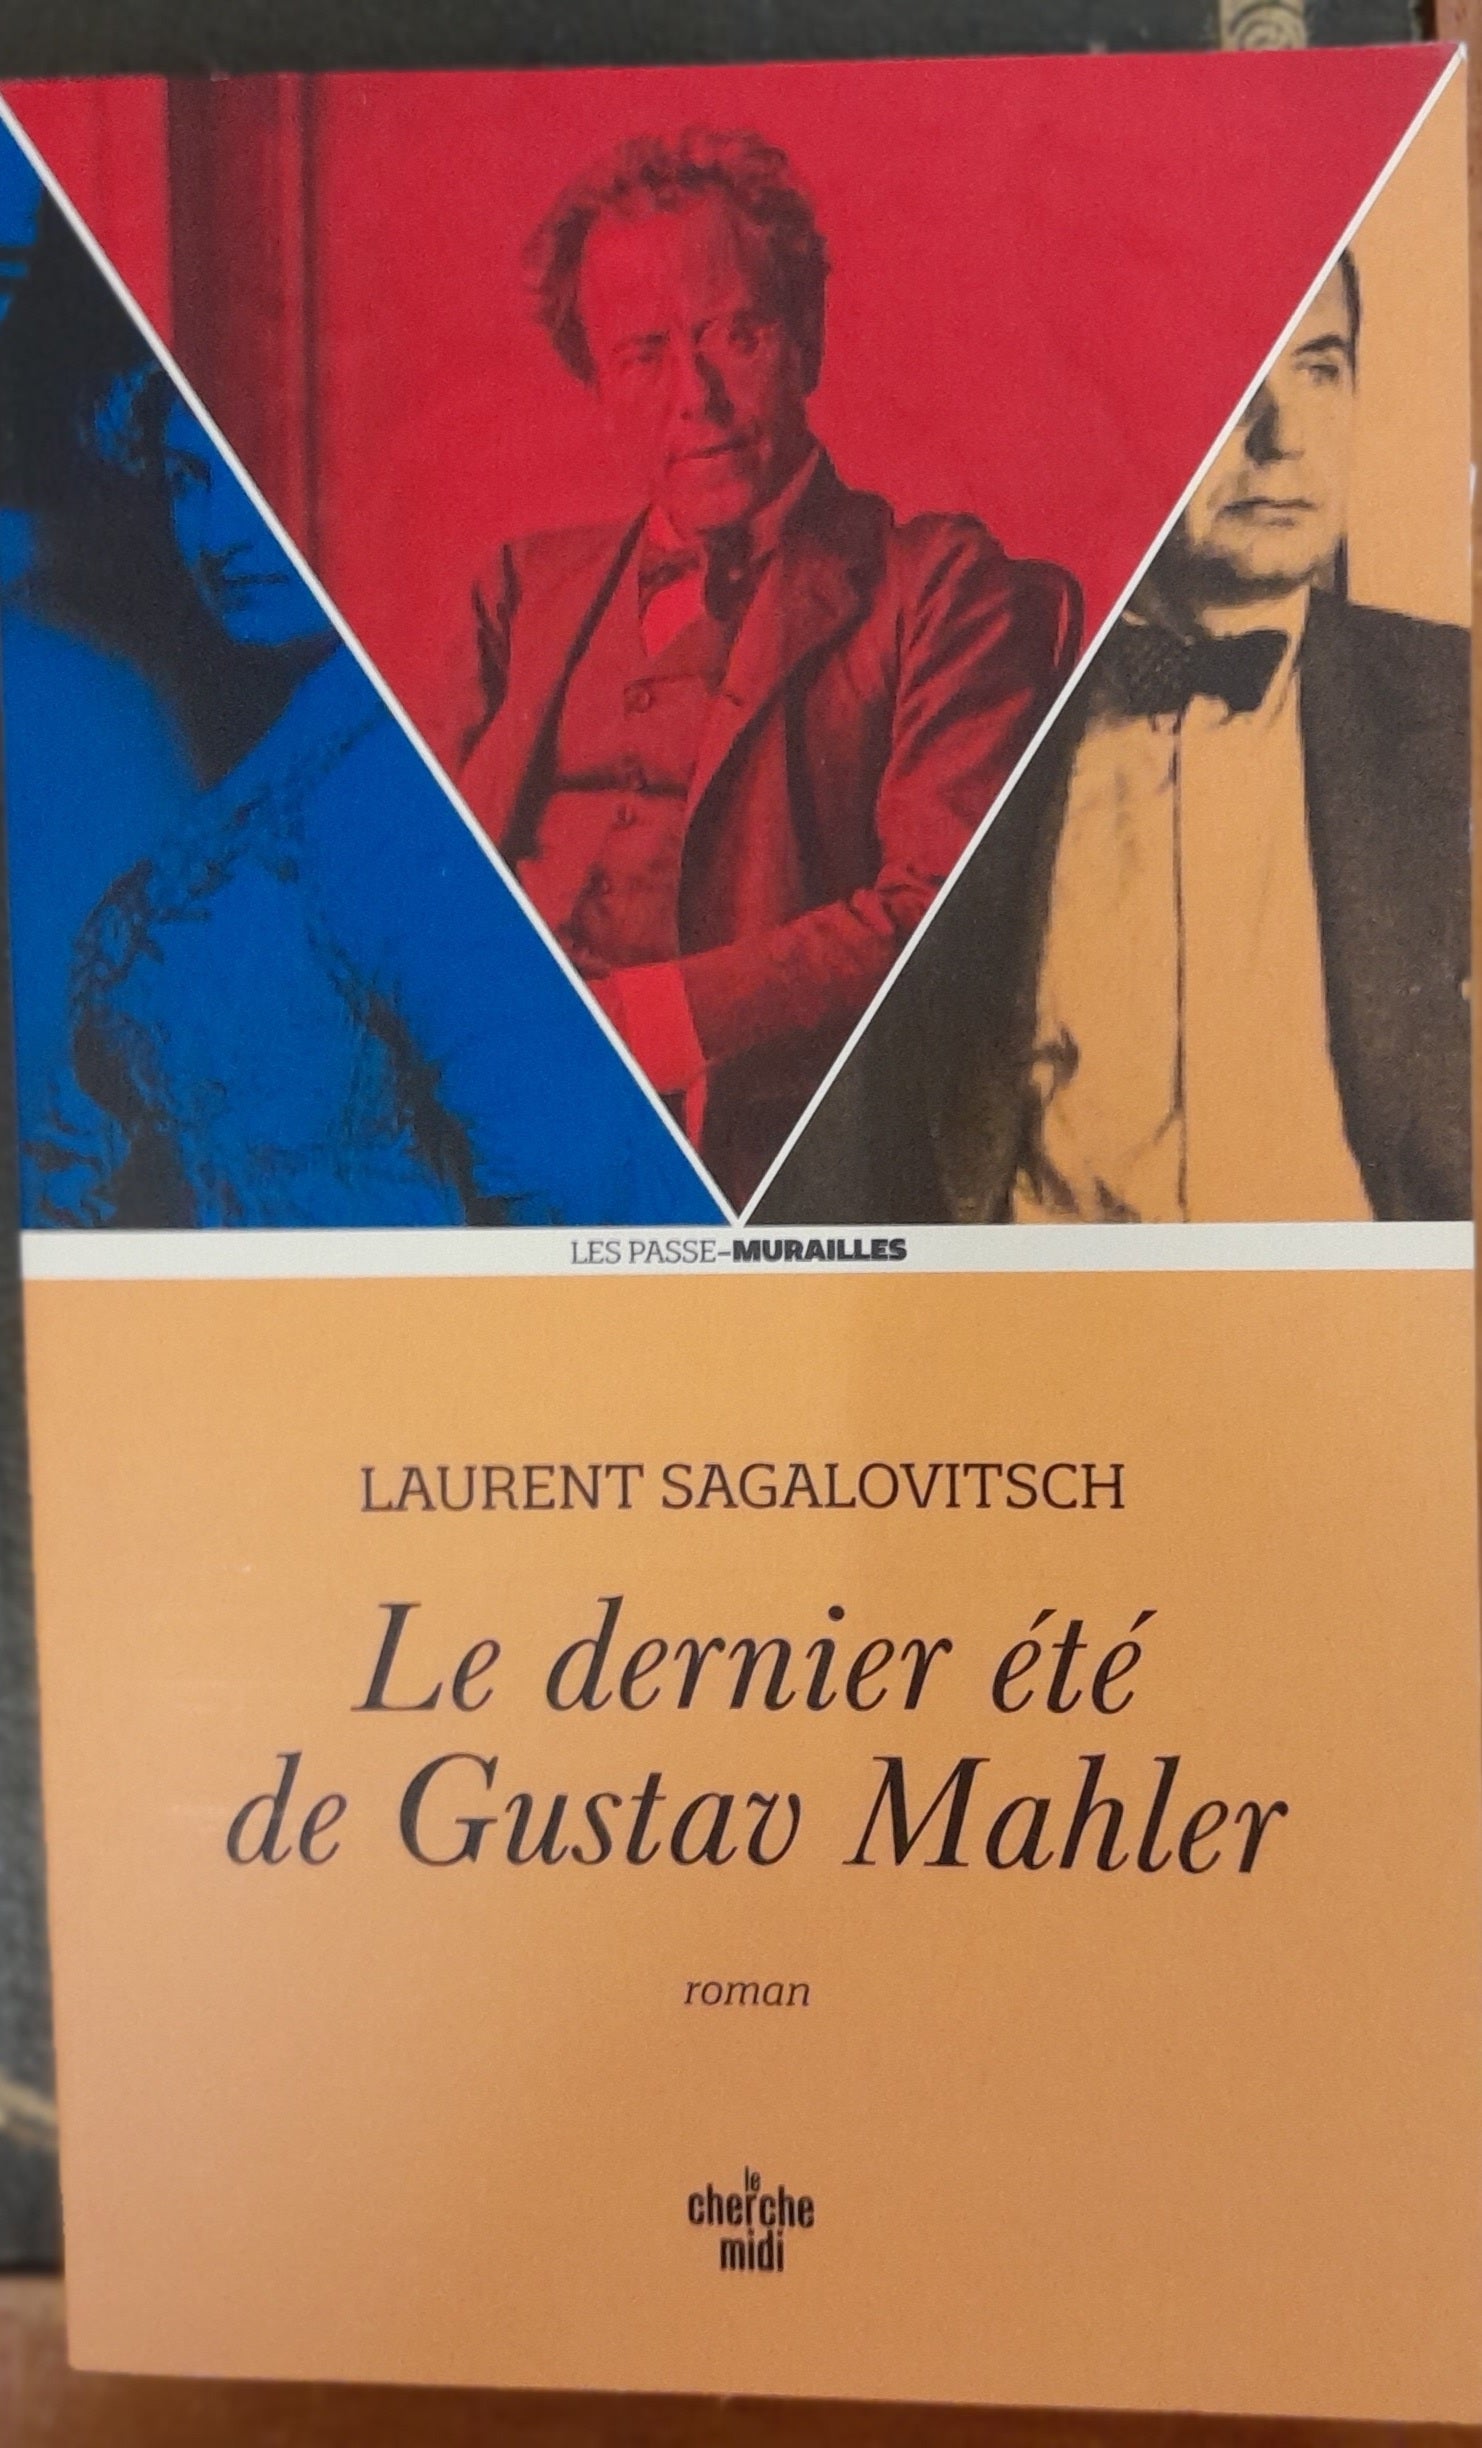 LES PASSE-MURAILLES
LAURENT SAGALOVITSCH
Le dernier été
de Gustav Mahler
roman
le
cherche
midi